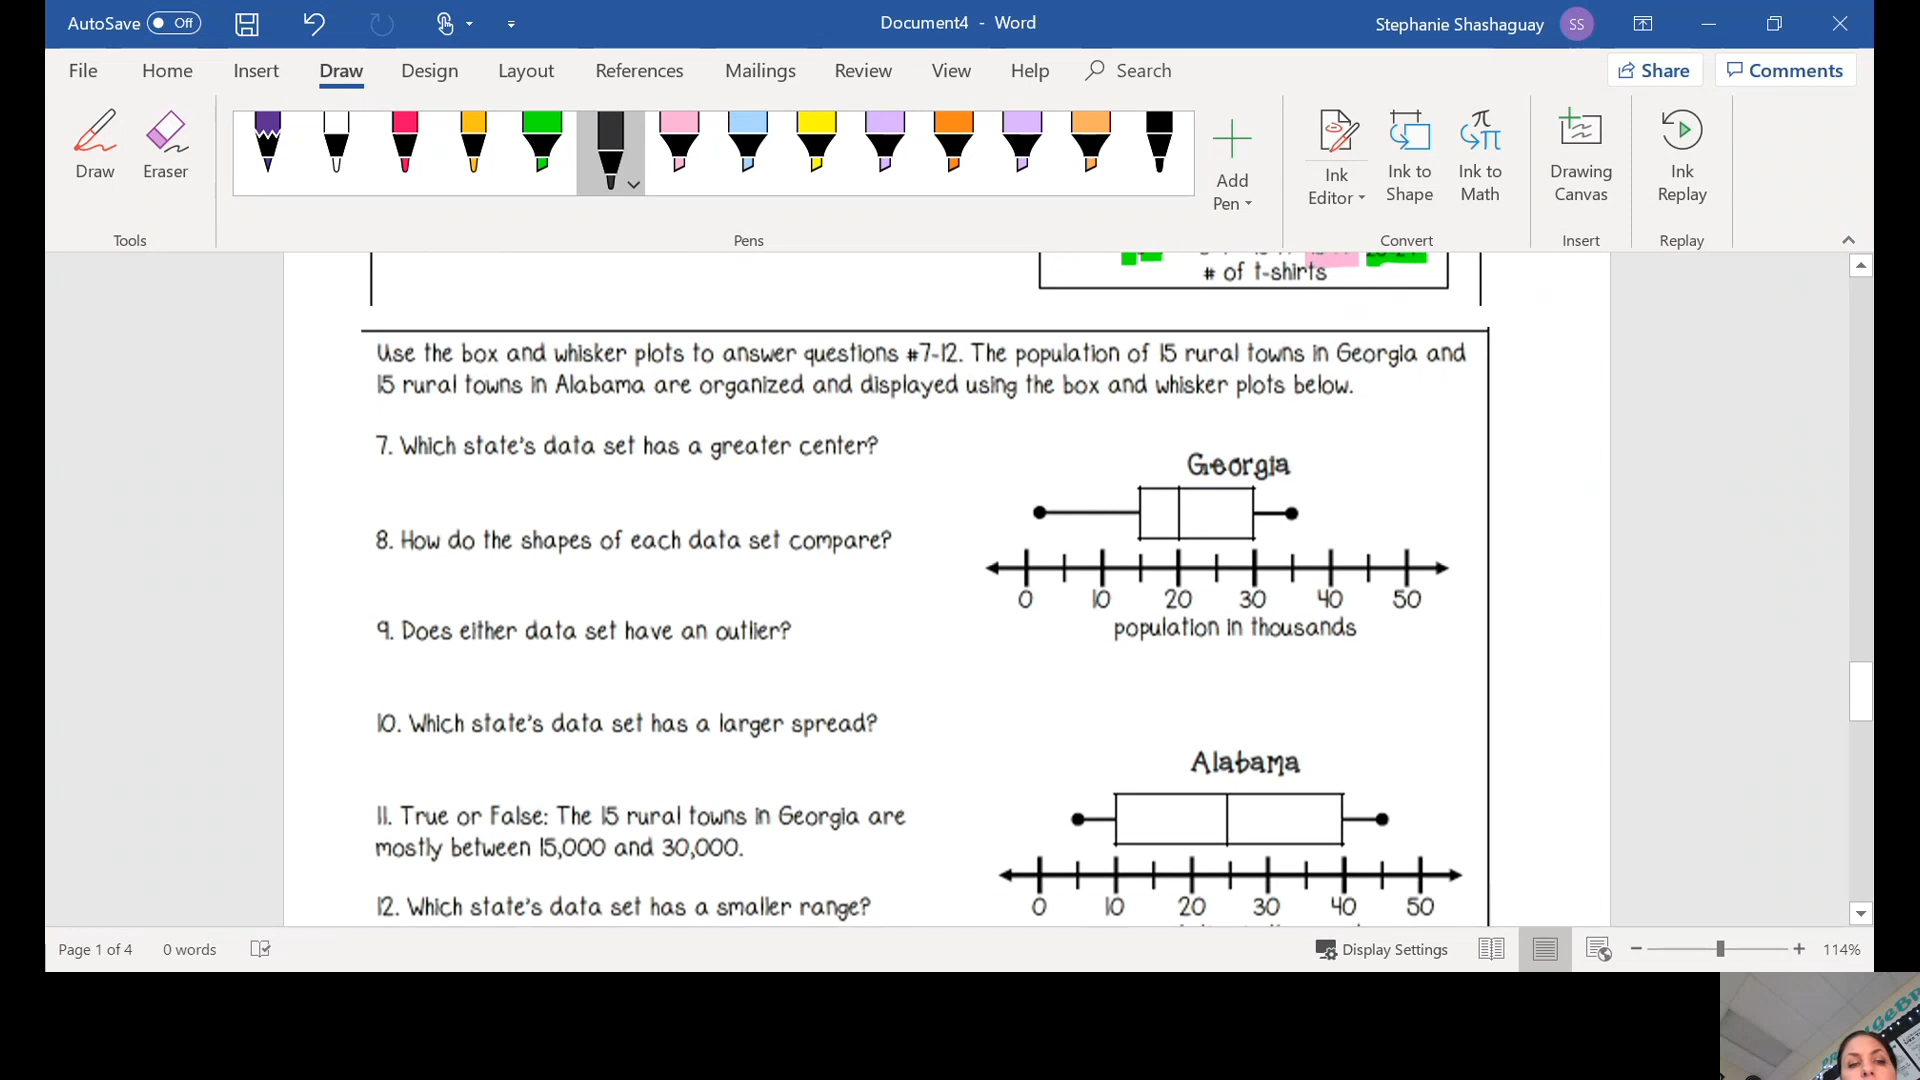 AutoSave Off
Document4 - Word
Stephanie Shashaguay SS
File Home Insert Draw Design Layout References Mailings Review View Help Search
Share Comments
Draw Eraser
Add Pen
Ink Editor
Ink to Shape
Ink to Math
Drawing Canvas
Ink Replay
Tools Pens Convert Insert Replay
# of t-shirts
Use the box and whisker plots to answer questions #7-12. The population of 15 rural towns in Georgia and
15 rural towns in Alabama are organized and displayed using the box and whisker plots below.
7. Which state's data set has a greater center?
8. How do the shapes of each data set compare?
9. Does either data set have an outlier?
10. Which state's data set has a larger spread?
11. True or False: The 15 rural towns in Georgia are
mostly between 15,000 and 30,000.
12. Which state's data set has a smaller range?
Georgia
0 10 20 30 40 50
population in thousands
Alabama
0 10 20 30 40 50
Page 1 of 4 0 words Display Settings 114%